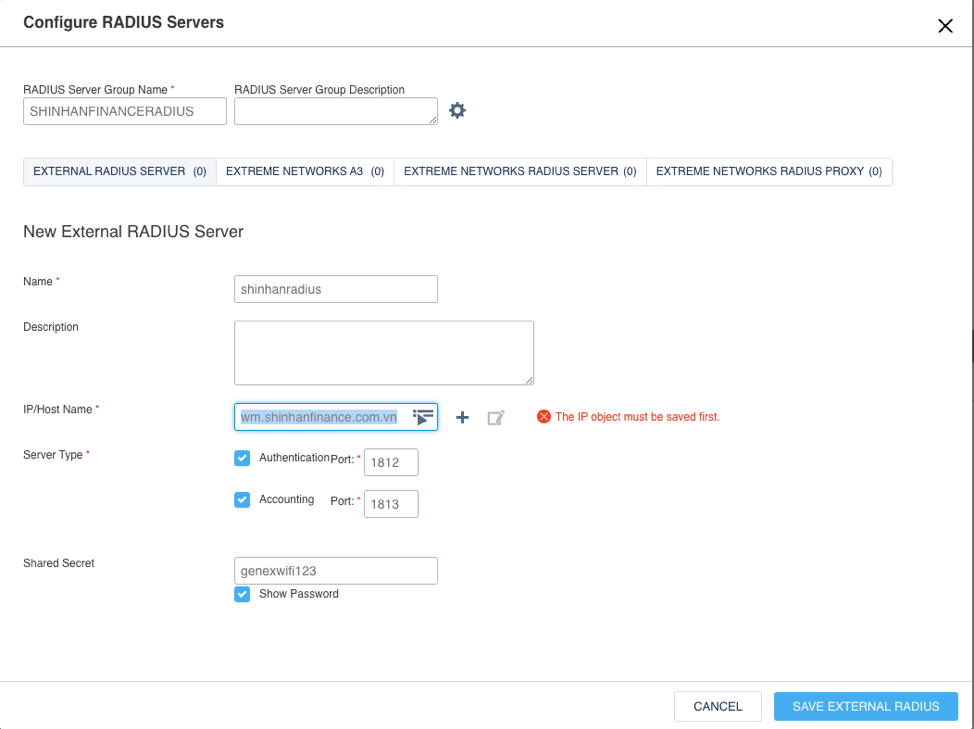 Configure RADIUS Servers
RADIUS Server Group Name *
RADIUS Server Group Description
SHINHANFINANCERADIUS
EXTERNAL RADIUS SERVER (0)
EXTREME NETWORKS A3 (0)
EXTREME NETWORKS RADIUS SERVER (0)
EXTREME NETWORKS RADIUS PROXY (0)
New External RADIUS Server
Name *
shinhanradius
Description
IP/Host Name *
wm.shinhanfinance.com.vn
The IP object must be saved first.
Server Type *
Authentication Port: * 1812
Accounting Port: * 1813
Shared Secret
genexwifi123
Show Password
CANCEL
SAVE EXTERNAL RADIUS